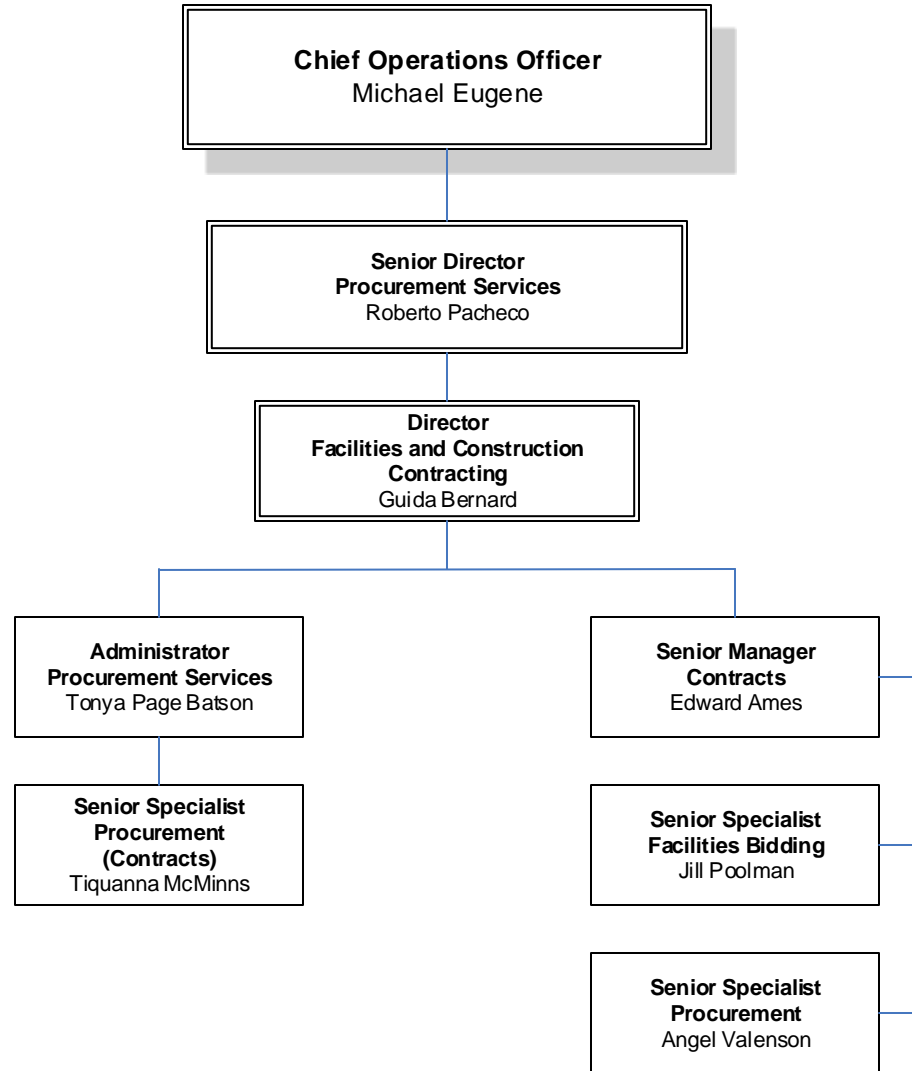 Chief Operations Officer
Michael Eugene
Senior Director
Procurement Services
Roberto Pacheco
Director
Facilities and Construction
Contracting
Guida Bernard
Administrator
Procurement Services
Tonya Page Batson
Senior Specialist
Procurement
(Contracts)
Tiquanna McMinns
Senior Manager
Contracts
Edward Ames
Senior Specialist
Facilities Bidding
Jill Poolman
Senior Specialist
Procurement
Angel Valenson